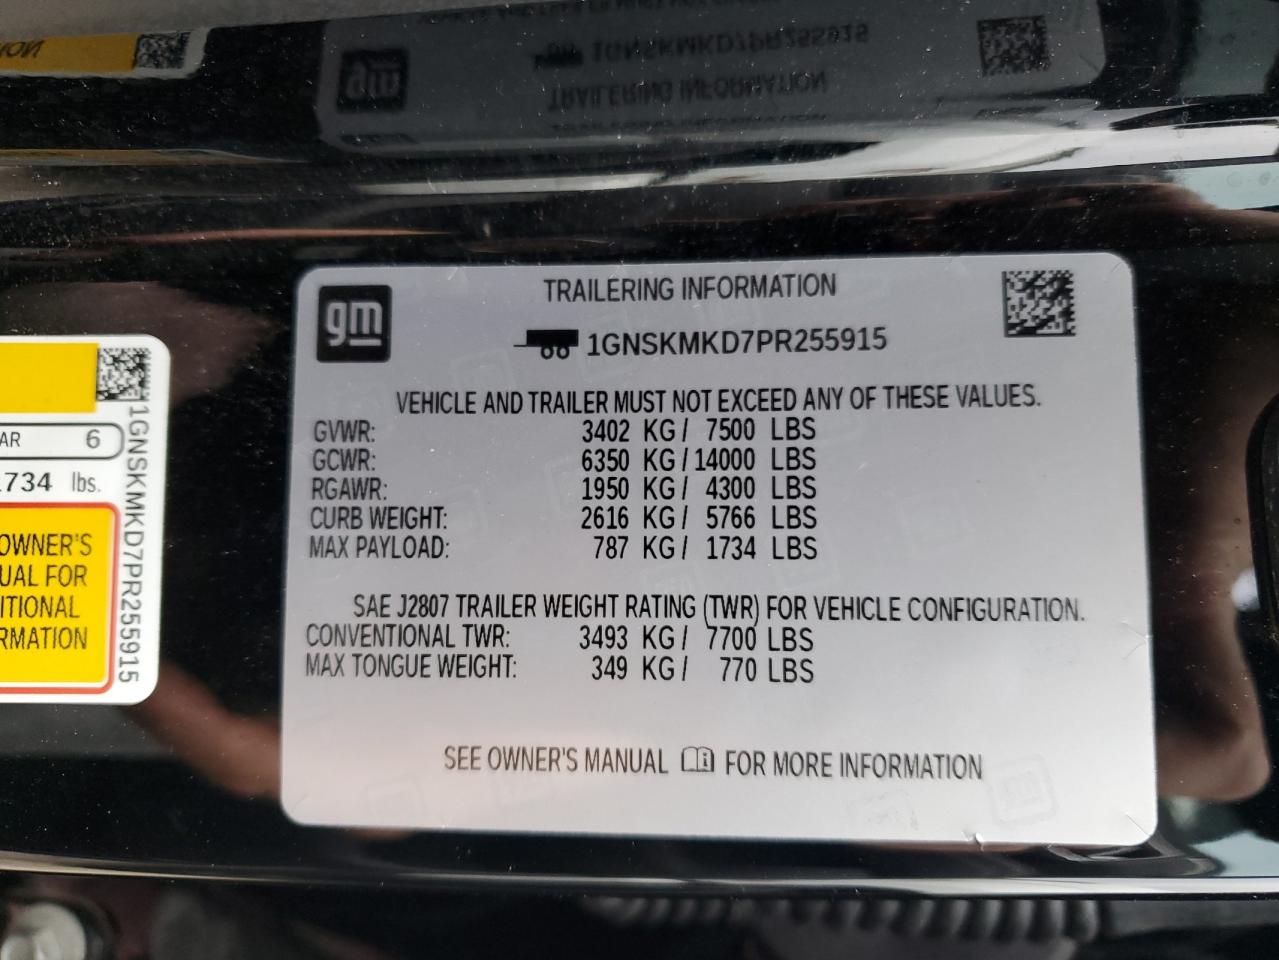 gm
TRAILERING INFORMATION
1GNSKMKD7PR255915
VEHICLE AND TRAILER MUST NOT EXCEED ANY OF THESE VALUES.
GVWR: 3402 KG/ 7500 LBS
GCWR: 6350 KG/14000 LBS
RGAWR: 1950 KG/ 4300 LBS
CURB WEIGHT: 2616 KG/ 5766 LBS
MAX PAYLOAD: 787 KG/ 1734 LBS
SAE J2807 TRAILER WEIGHT RATING (TWR) FOR VEHICLE CONFIGURATION.
CONVENTIONAL TWR: 3493 KG/ 7700 LBS
MAX TONGUE WEIGHT: 349 KG/ 770 LBS
SEE OWNER'S MANUAL i FOR MORE INFORMATION
AR 6
1734 lbs.
OWNER'S
UAL FOR
ITIONAL
RMATION
1GNSKMKD7PR255915